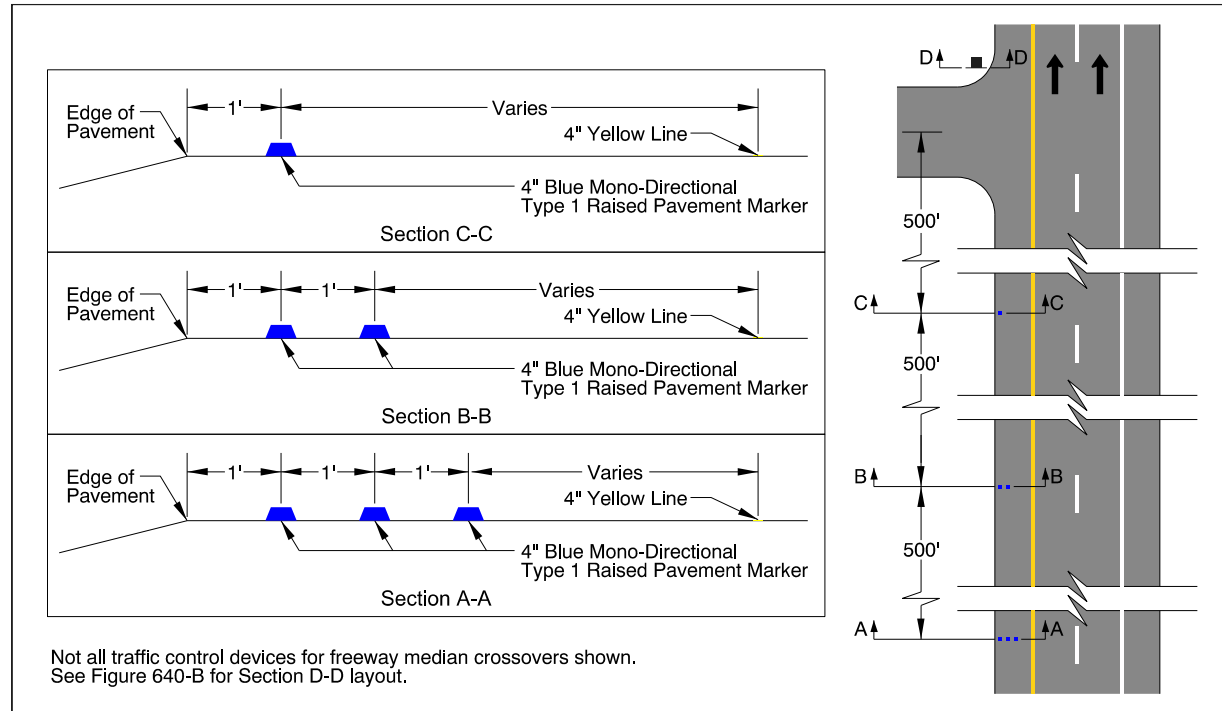 1'
Varies
Edge of
Pavement
4" Yellow Line
4" Blue Mono-Directional
Type 1 Raised Pavement Marker
Section C-C
1'
1'
Varies
Edge of
Pavement
4" Yellow Line
4" Blue Mono-Directional
Type 1 Raised Pavement Marker
Section B-B
1'
1'
1'
Varies
Edge of
Pavement
4" Yellow Line
4" Blue Mono-Directional
Type 1 Raised Pavement Marker
Section A-A
Not all traffic control devices for freeway median crossovers shown.
See Figure 640-B for Section D-D layout.
D
D
500'
C
C
500'
B
B
500'
A
A